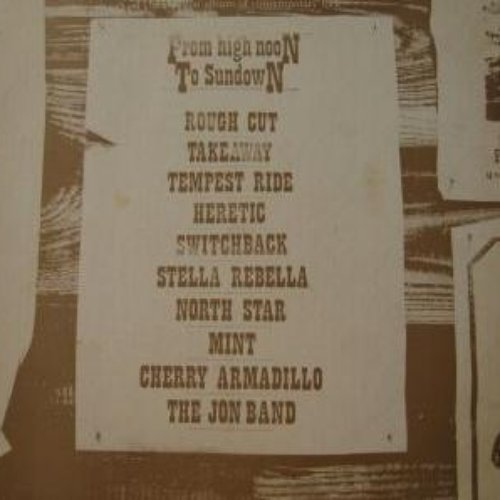 From high nooN
To SundowN
ROUGH CUT
TAKEAWAY
TEMPEST RIDE
HERETIC
SWITCHBACK
STELLA REBELLA
NORTH STAR
MINT
CHERRY ARMADILLO
THE JON BAND